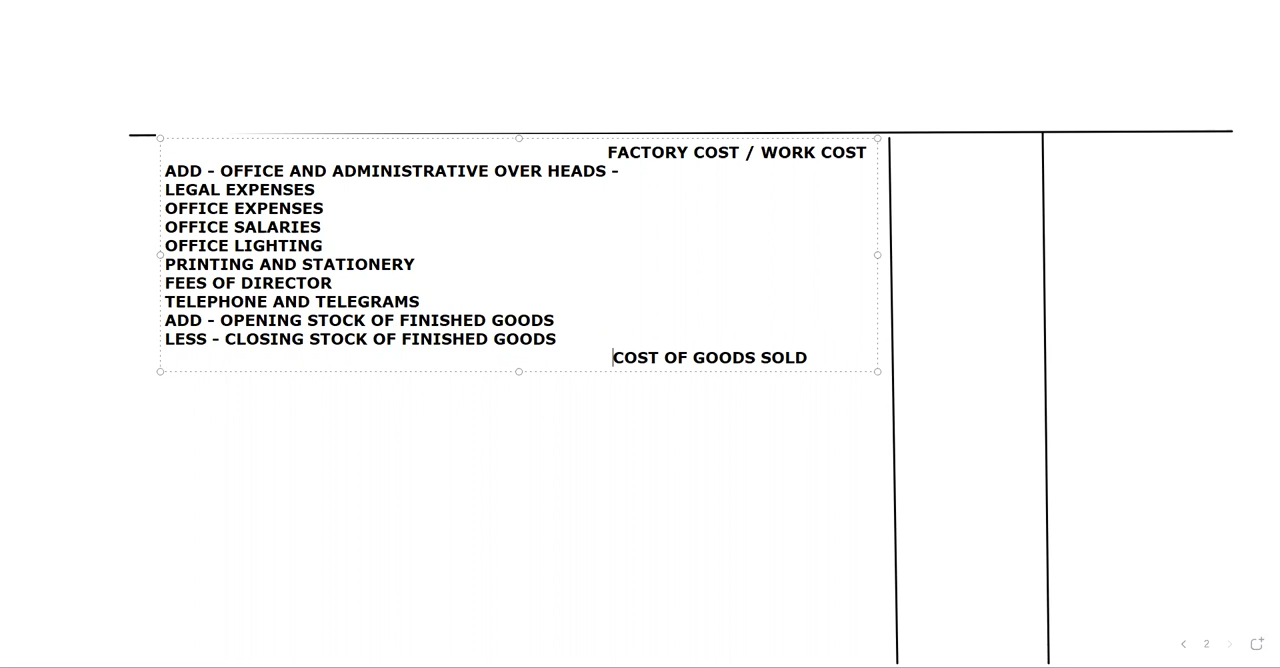 FACTORY COST / WORK COST
ADD - OFFICE AND ADMINISTRATIVE OVER HEADS -
LEGAL EXPENSES
OFFICE EXPENSES
OFFICE SALARIES
OFFICE LIGHTING
PRINTING AND STATIONERY
FEES OF DIRECTOR
TELEPHONE AND TELEGRAMS
ADD - OPENING STOCK OF FINISHED GOODS
LESS - CLOSING STOCK OF FINISHED GOODS
COST OF GOODS SOLD
2